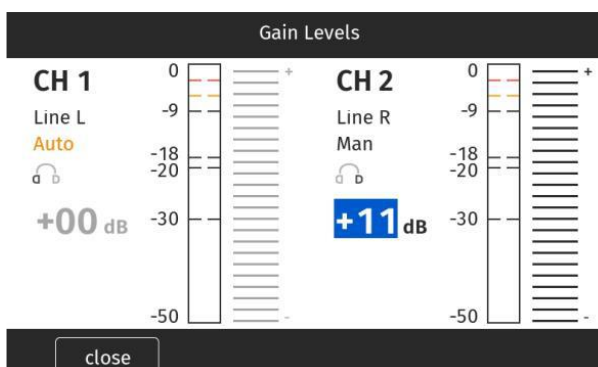 Gain Levels
CH 1
Line L
Auto
+00 dB
0
-9
-18
-20
-30
-50
+
-
CH 2
Line R
Man
+11 dB
0
-9
-18
-20
-30
-50
+
-
close